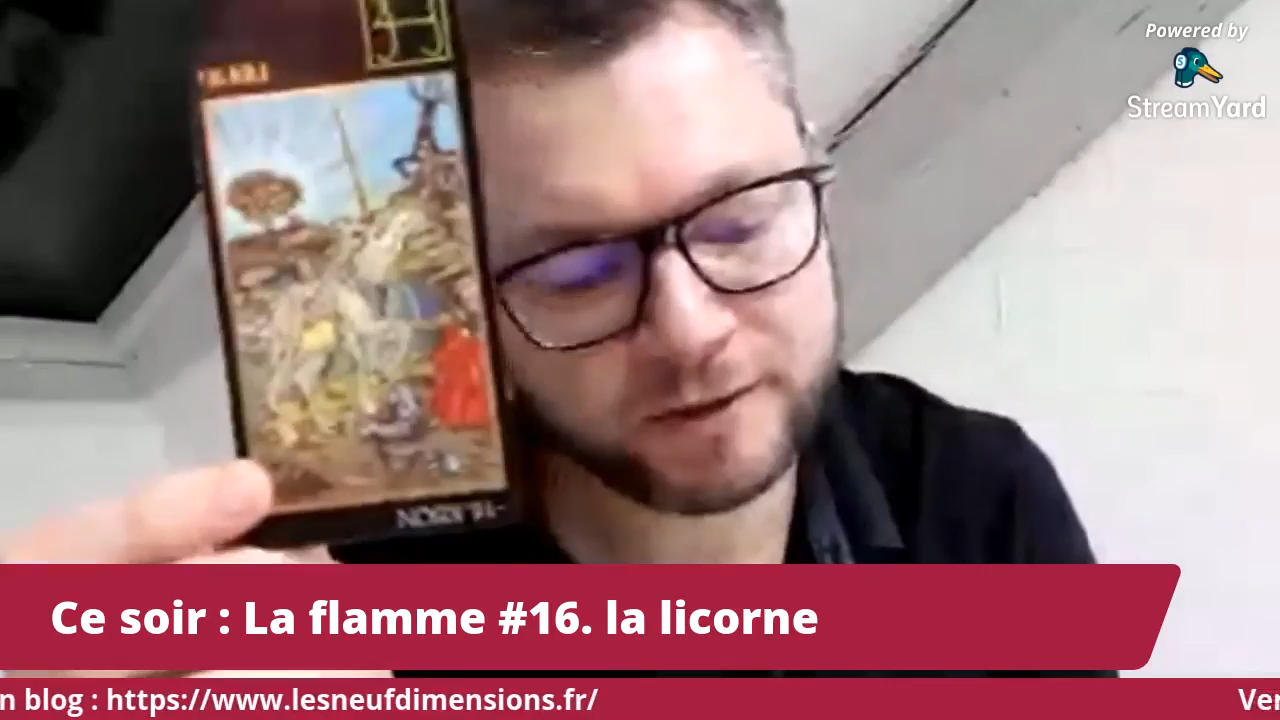 Powered by
StreamYard
Ce soir : La flamme #16. la licorne
n blog : https://www.lesneufdimensions.fr/
Ver